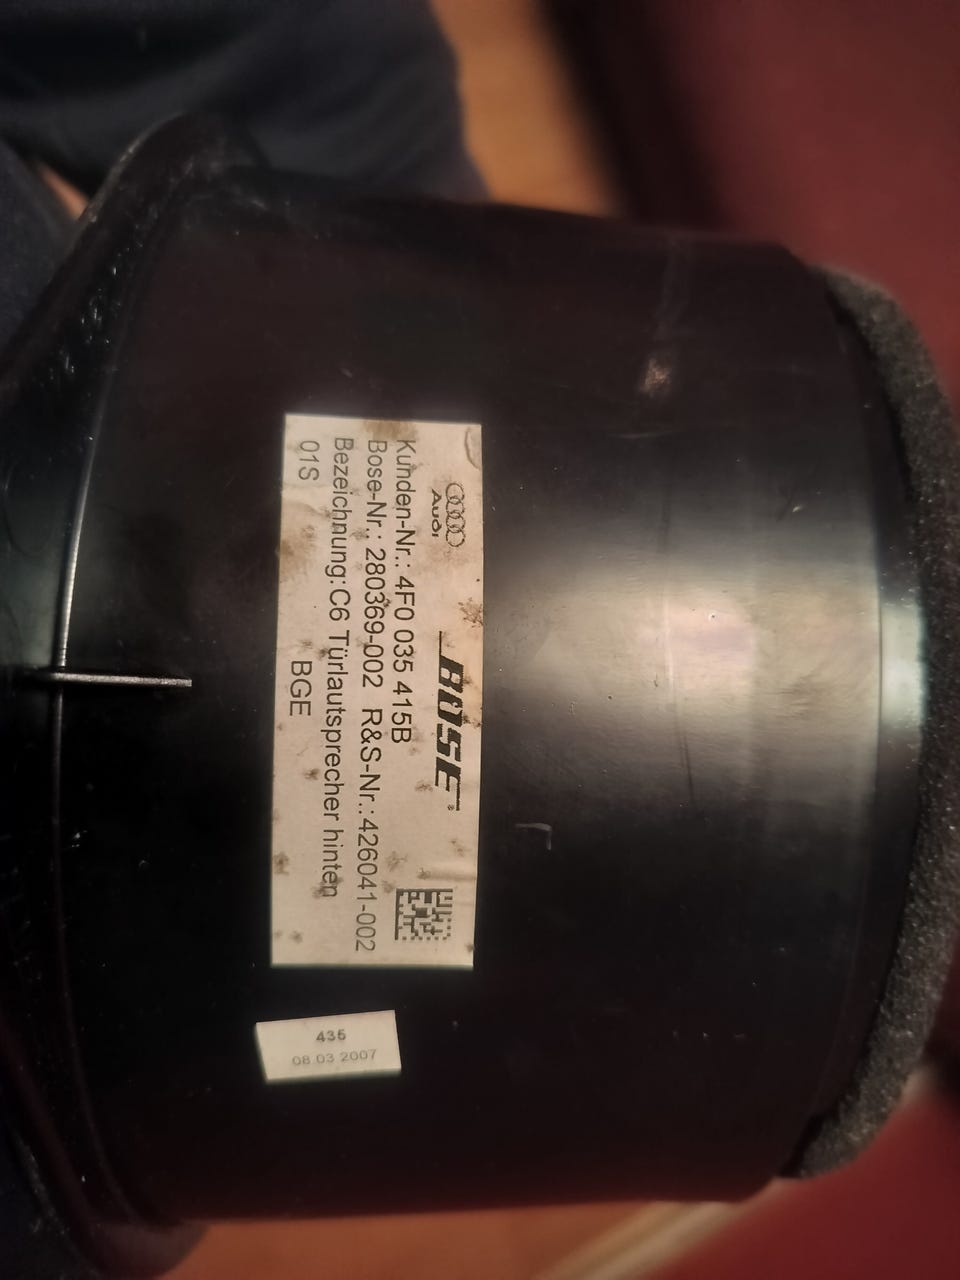 Audi
BOSE
Kunden-Nr.: 4F0 035 415B
Bose-Nr.: 280369-002 R&S-Nr.: 426041-002
Bezeichnung:C6 Türlautsprecher hinten
01S BGE
435
08 03 2007